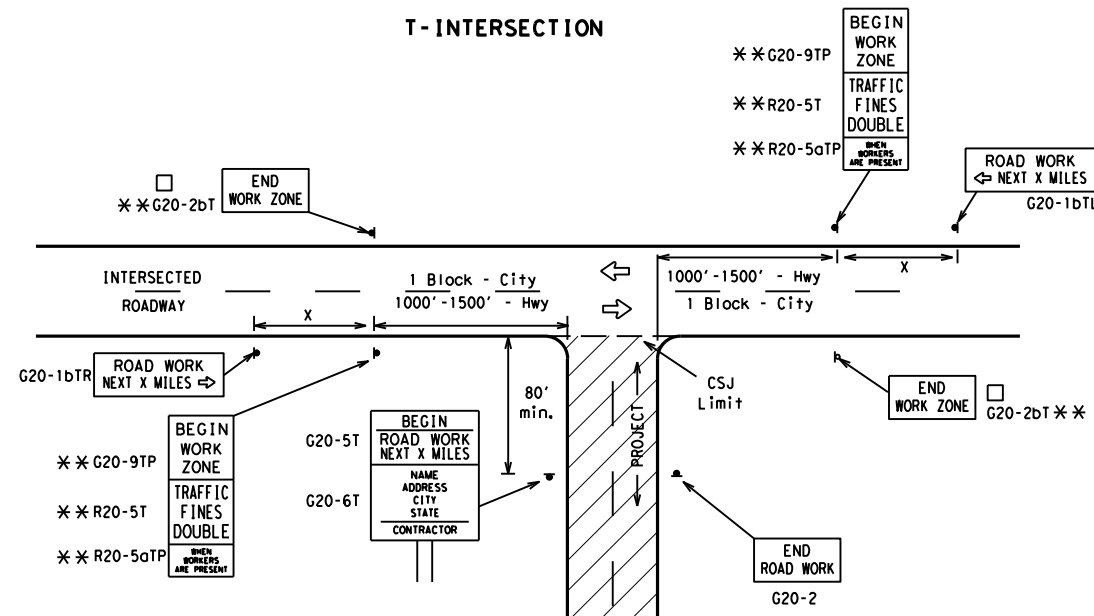 T-INTERSECTION
BEGIN
WORK
ZONE
TRAFFIC
FINES
DOUBLE
WHEN
WORKERS
ARE PRESENT
**G20-9TP
**R20-5T
**R20-5aTP
ROAD WORK
⇦ NEXT X MILES
G20-1bTL
□
**G20-2bT
END
WORK ZONE
INTERSECTED
ROADWAY
1 Block - City
1000'-1500' - Hwy
X
1000'-1500' - Hwy
1 Block - City
X
G20-1bTR
ROAD WORK
NEXT X MILES ⇨
80'
min.
PROJECT
CSJ
Limit
END
WORK ZONE
□
G20-2bT **
**G20-9TP
**R20-5T
**R20-5aTP
BEGIN
WORK
ZONE
TRAFFIC
FINES
DOUBLE
WHEN
WORKERS
ARE PRESENT
G20-5T
G20-6T
BEGIN
ROAD WORK
NEXT X MILES
NAME
ADDRESS
CITY
STATE
CONTRACTOR
END
ROAD WORK
G20-2